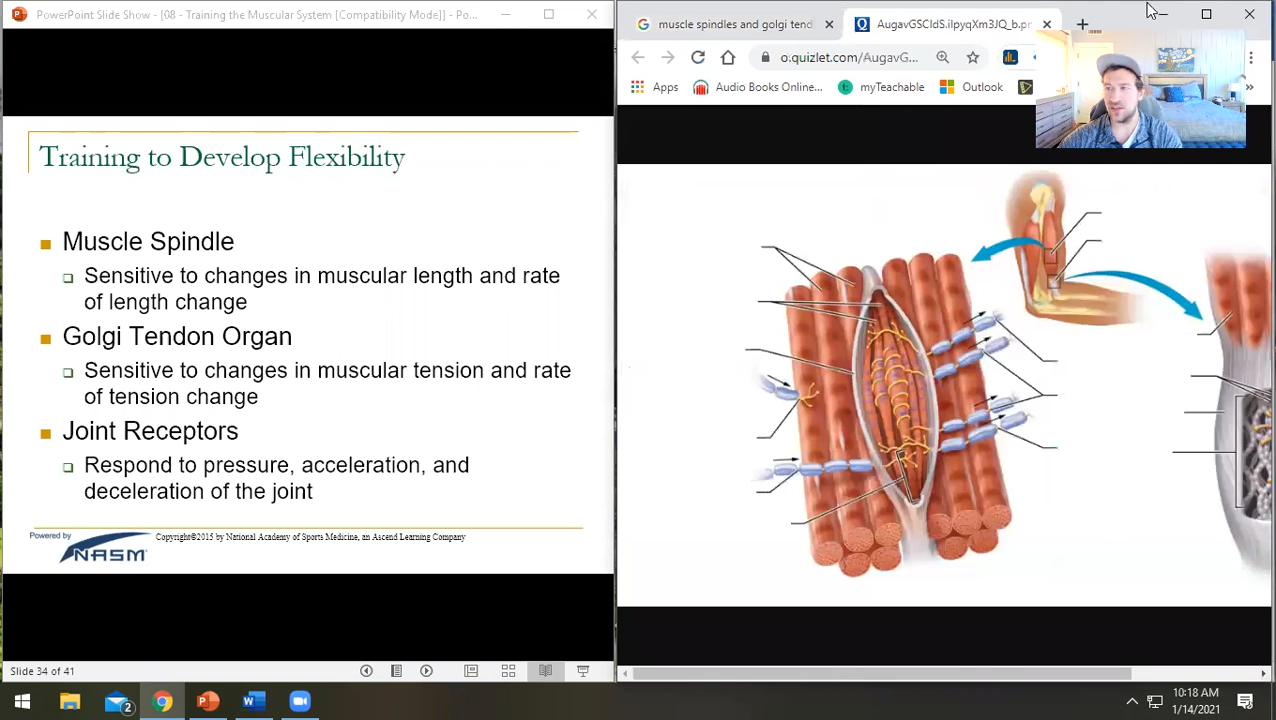 PowerPoint Slide Show - [08 - Training the Muscular System [Compatibility Mode]] - Po...
Training to Develop Flexibility
Muscle Spindle
Sensitive to changes in muscular length and rate
of length change
Golgi Tendon Organ
Sensitive to changes in muscular tension and rate
of tension change
Joint Receptors
Respond to pressure, acceleration, and
deceleration of the joint
Powered by
NASM
Copyright©2015 by National Academy of Sports Medicine, an Ascend Learning Company
Slide 34 of 41
muscle spindles and golgi tend
AugavGSCIdS.ilpyqXm3JQ_b.pn
o.quizlet.com/AugavG...
Apps
Audio Books Online...
myTeachable
Outlook
2
10:18 AM
1/14/2021